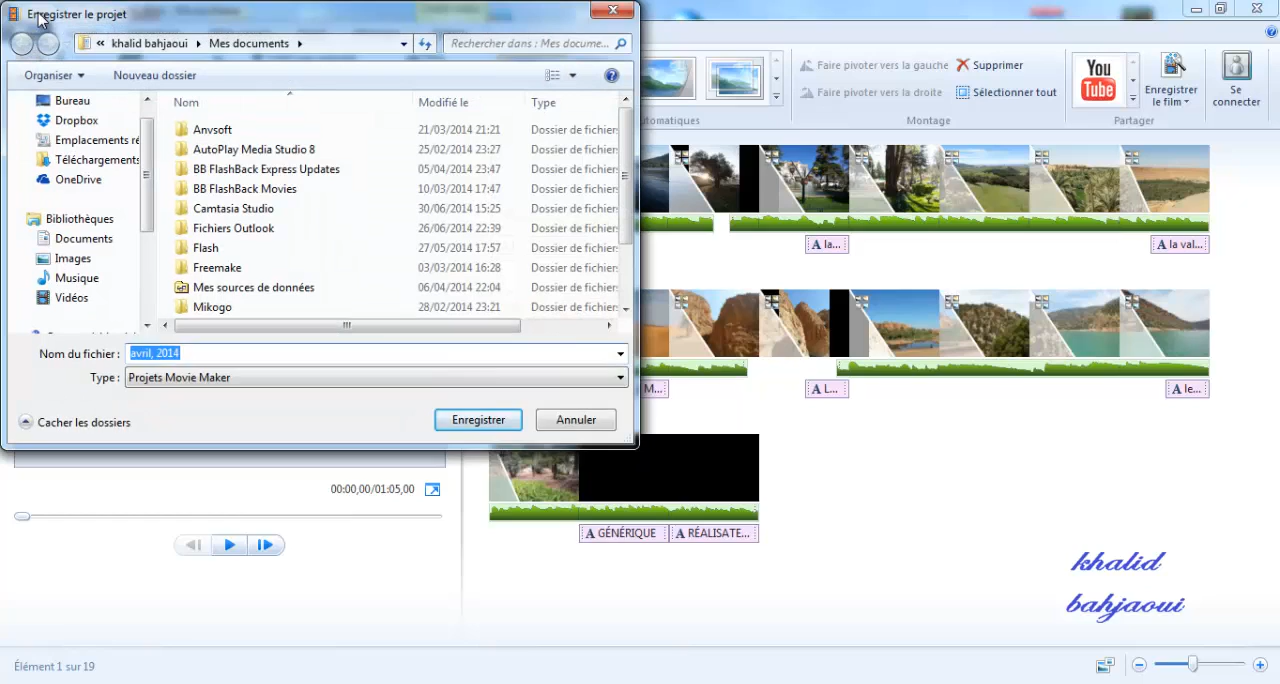 Enregistrer le projet
« khalid bahjaoui Mes documents
Rechercher dans : Mes docume...
Organiser
Nouveau dossier
Nom
Modifié le
Type
Bureau
Dropbox
Emplacements ré
Téléchargements
OneDrive
Bibliothèques
Documents
Images
Musique
Vidéos
Anvsoft 21/03/2014 21:21 Dossier de fichiers
AutoPlay Media Studio 8 25/02/2014 23:27 Dossier de fichiers
BB FlashBack Express Updates 05/04/2014 23:47 Dossier de fichiers
BB FlashBack Movies 10/03/2014 17:47 Dossier de fichiers
Camtasia Studio 30/06/2014 15:25 Dossier de fichiers
Fichiers Outlook 26/06/2014 22:39 Dossier de fichiers
Flash 27/05/2014 17:57 Dossier de fichiers
Freemake 03/03/2014 16:28 Dossier de fichiers
Mes sources de données 06/04/2014 22:04 Dossier de fichiers
Mikogo 28/02/2014 23:21 Dossier de fichiers
Nom du fichier : avril, 2014
Type : Projets Movie Maker
Cacher les dossiers
Enregistrer
Annuler
Faire pivoter vers la gauche
Supprimer
Faire pivoter vers la droite
Sélectionner tout
You
Tube
Enregistrer
le film
Se
connecter
utomatiques
Montage
Partager
A la...
A la val...
M...
A L...
A le...
A GÉNÉRIQUE
A RÉALISATE...
00:00,00/01:05,00
khalid
bahjaoui
Élément 1 sur 19